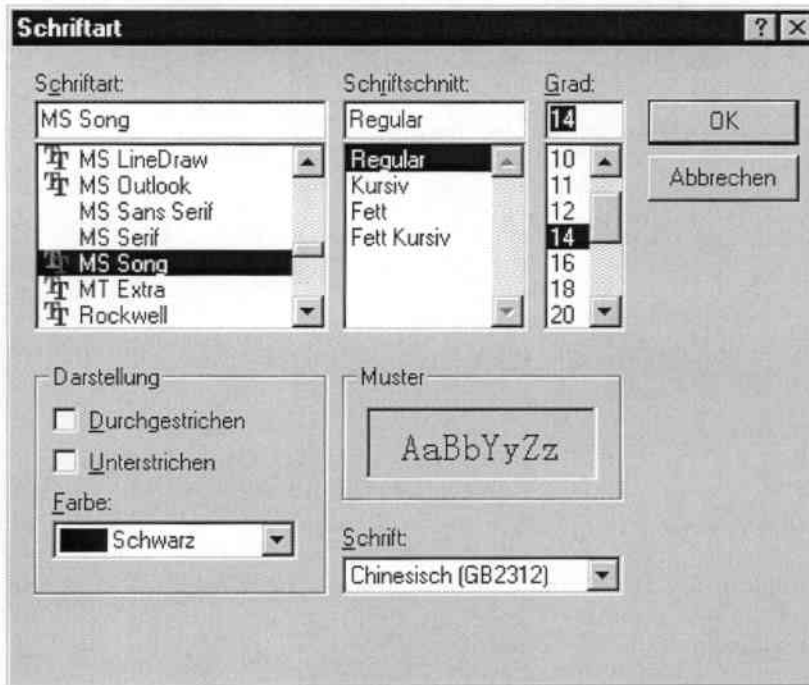 Schriftart
Schriftart:
MS Song
MS LineDraw
MS Outlook
MS Sans Serif
MS Serif
MS Song
MT Extra
Rockwell
Schriftschnitt:
Regular
Regular
Kursiv
Fett
Fett Kursiv
Grad:
14
10
11
12
14
16
18
20
OK
Abbrechen
Darstellung
Durchgestrichen
Unterstrichen
Farbe:
Schwarz
Muster
AaBbYyZz
Schrift:
Chinesisch (GB2312)